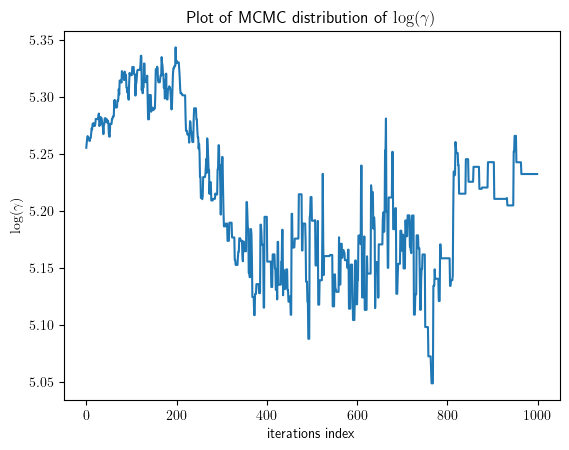 Plot of MCMC distribution of log(γ)
5.35
5.30
5.25
5.20
5.15
5.10
5.05
log(γ)
0 200 400 600 800 1000
iterations index